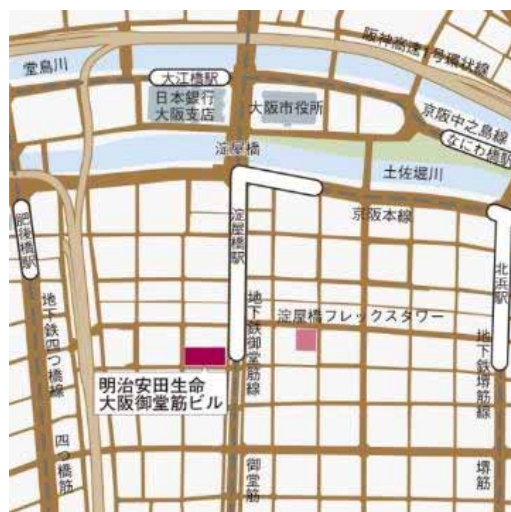 阪神高速1号環状線
堂島川
大江橋駅
日本銀行
大阪支店
大阪市役所
京阪中之島線
なにわ橋駅
淀屋橋
土佐堀川
京阪本線
肥後橋駅
淀屋橋駅
北浜駅
地下鉄四つ橋線
地下鉄御堂筋線
淀屋橋フレックスタワー
地下鉄堺筋線
明治安田生命
大阪御堂筋ビル
四つ橋筋
御堂筋
堺筋